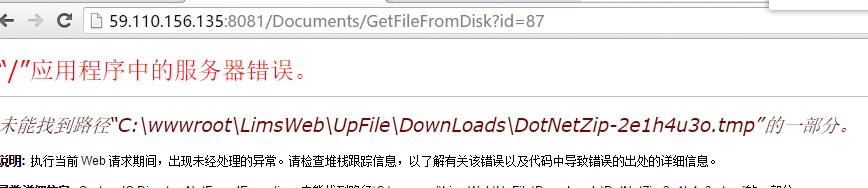 59.110.156.135:8081/Documents/GetFileFromDisk?id=87
“/”应用程序中的服务器错误。
未能找到路径“C:\wwwroot\LimsWeb\UpFile\DownLoads\DotNetZip-2e1h4u3o.tmp”的一部分。
说明: 执行当前 Web 请求期间，出现未经处理的异常。请检查堆栈跟踪信息，以了解有关该错误以及代码中导致错误的出处的详细信息。